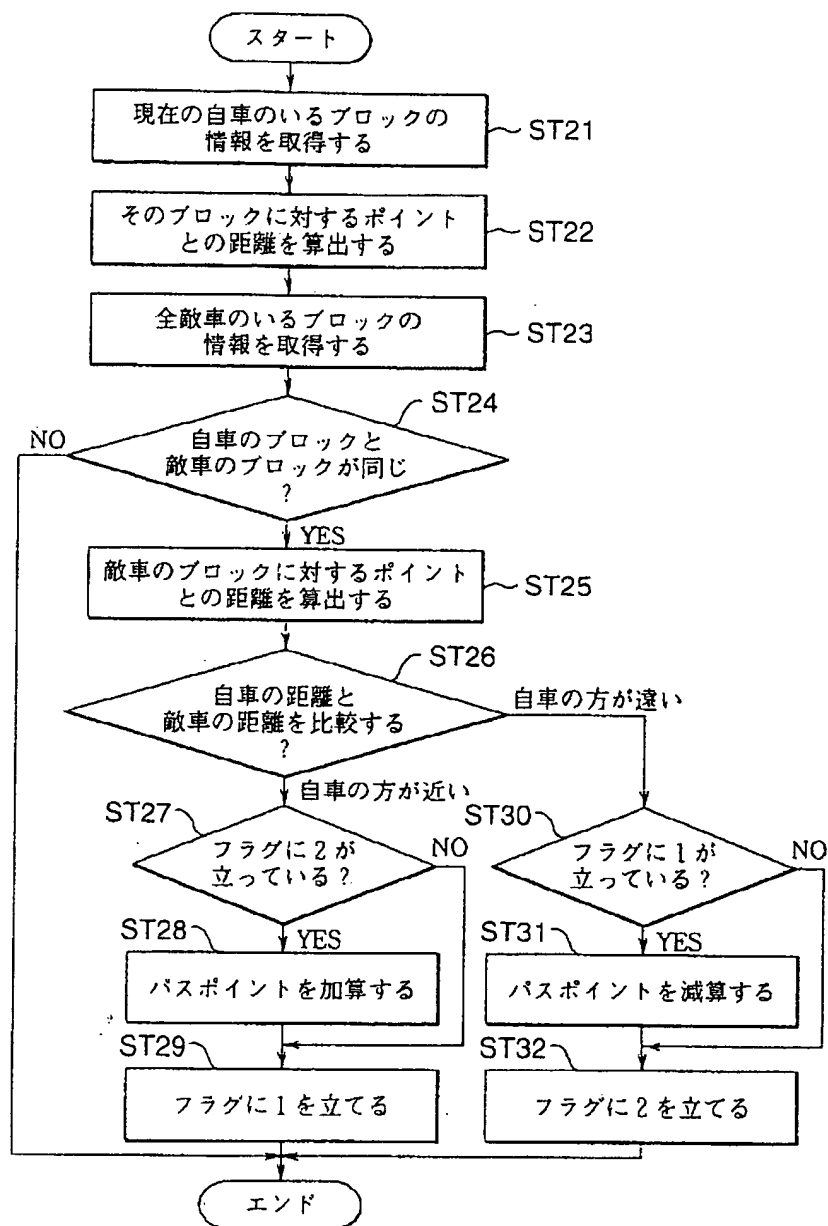 スタート
現在の自車のいるブロックの
情報を取得する
ST21
そのブロックに対するポイント
との距離を算出する
ST22
全敵車のいるブロックの
情報を取得する
ST23
ST24
NO
自車のブロックと
敵車のブロックが同じ
?
YES
敵車のブロックに対するポイント
との距離を算出する
ST25
ST26
自車の距離と
敵車の距離を比較する
?
自車の方が遠い
自車の方が近い
ST27
フラグに2が
立っている?
NO
ST30
フラグに1が
立っている?
NO
ST28
YES
パスポイントを加算する
ST31
YES
パスポイントを減算する
ST29
フラグに1を立てる
ST32
フラグに2を立てる
エンド